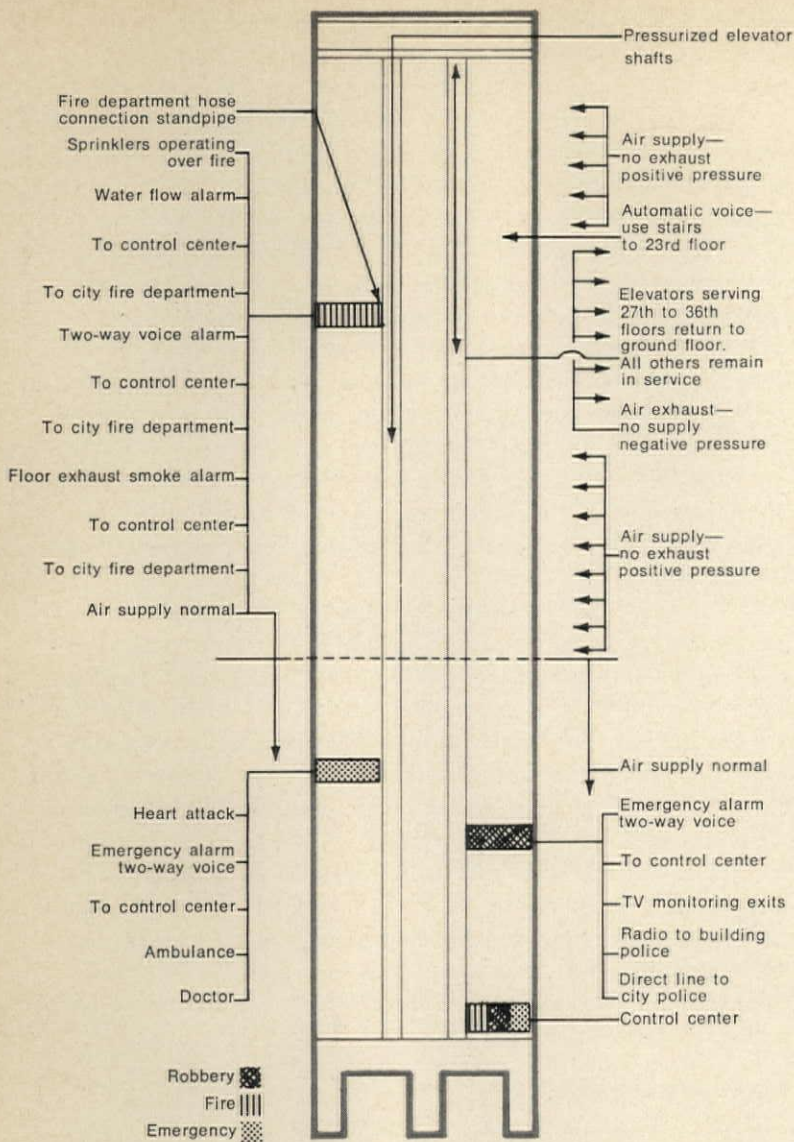 Fire department hose
connection standpipe
Sprinklers operating
over fire
Water flow alarm
To control center
To city fire department
Two-way voice alarm
To control center
To city fire department
Floor exhaust smoke alarm
To control center
To city fire department
Air supply normal
Heart attack
Emergency alarm
two-way voice
To control center
Ambulance
Doctor
Robbery
Fire
Emergency
Pressurized elevator
shafts
Air supply—
no exhaust
positive pressure
Automatic voice—
use stairs
to 23rd floor
Elevators serving
27th to 36th
floors return to
ground floor.
All others remain
in service
Air exhaust—
no supply
negative pressure
Air supply—
no exhaust
positive pressure
Air supply normal
Emergency alarm
two-way voice
To control center
TV monitoring exits
Radio to building
police
Direct line to
city police
Control center